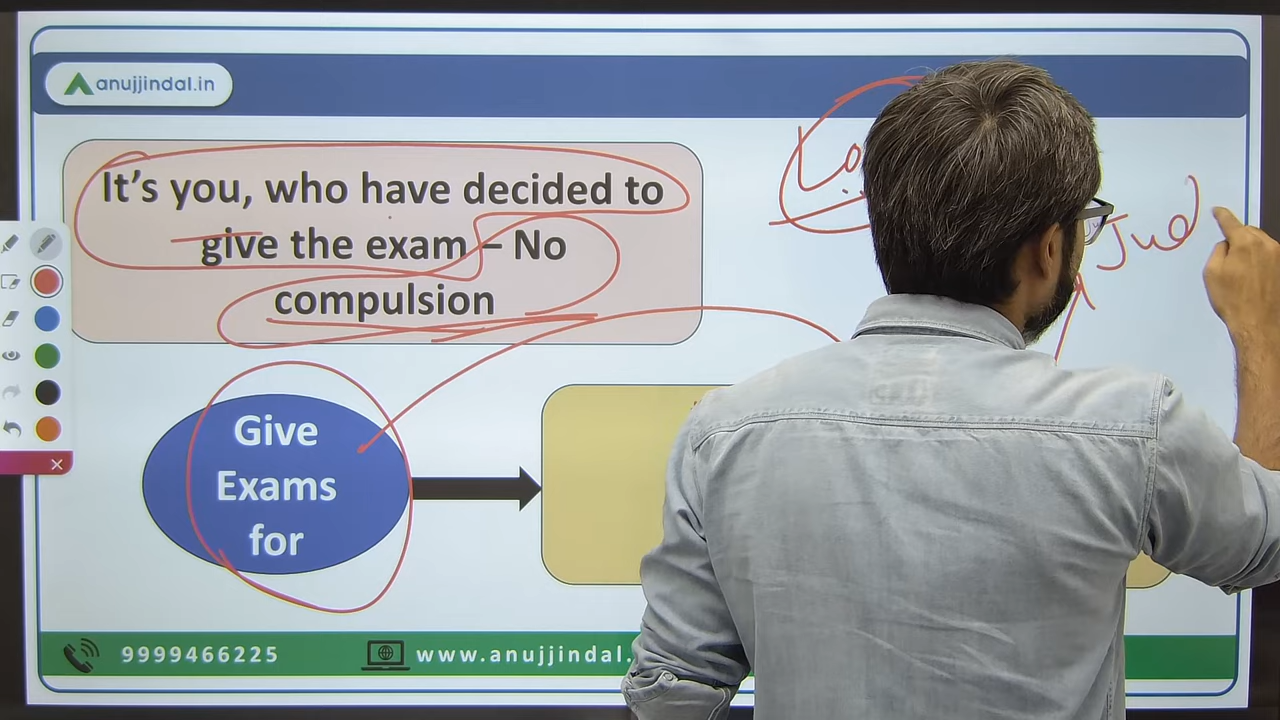 anujjindal.in
It's you, who have decided to
give the exam – No
compulsion
Give
Exams
for
9999466225
www.anujjindal.